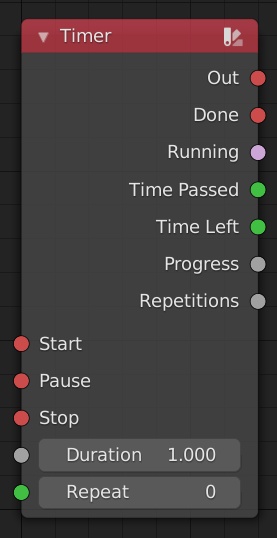 Timer
Out
Done
Running
Time Passed
Time Left
Progress
Repetitions
Start
Pause
Stop
Duration 1.000
Repeat 0